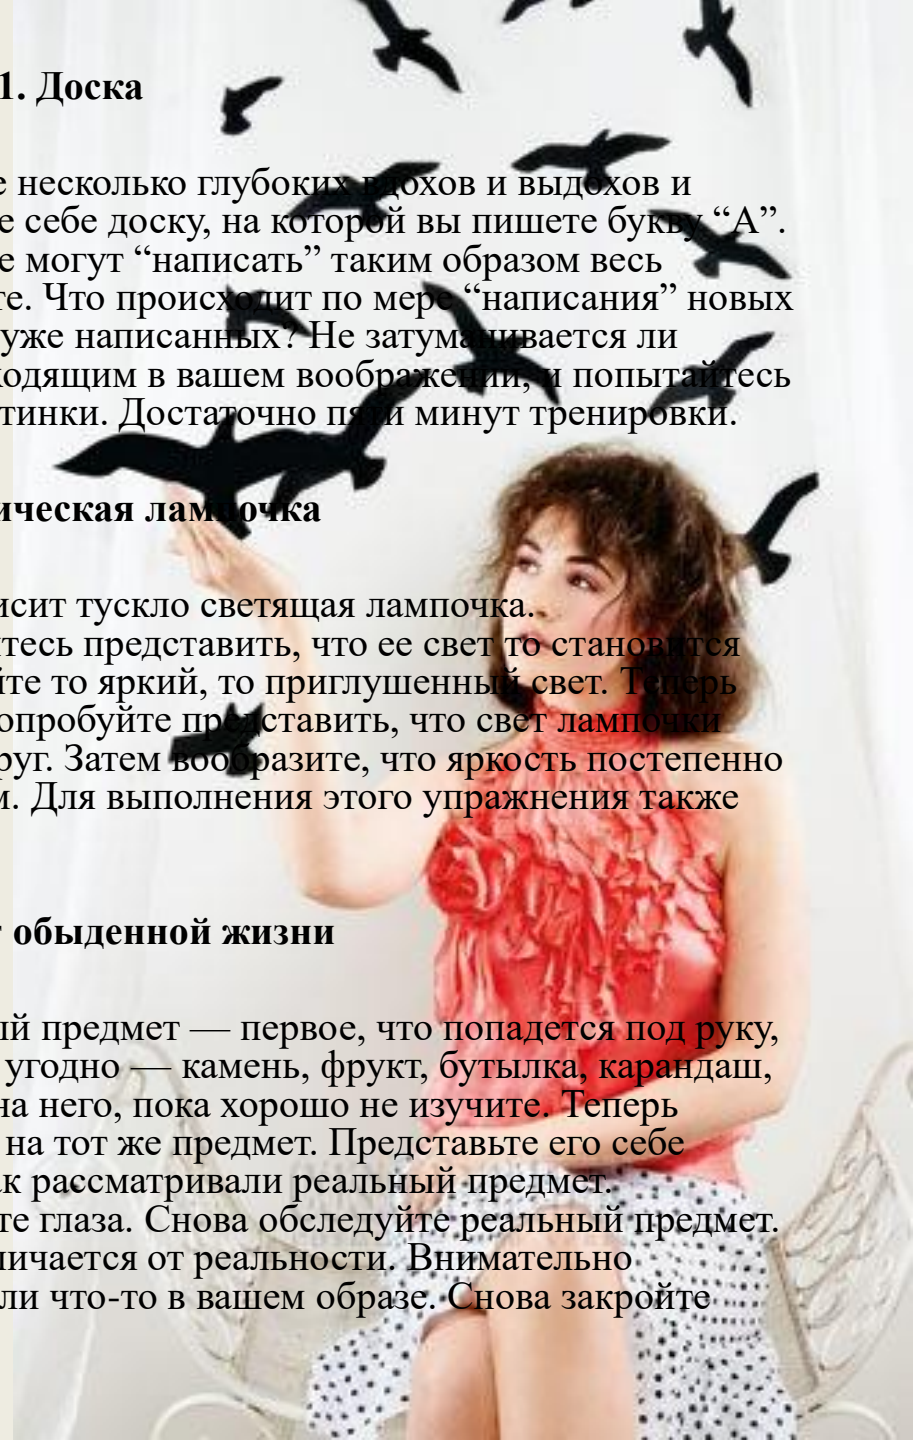 1. Доска
е несколько глубоких вдохов и выдохов и
е себе доску, на которой вы пишете букву “А”.
е могут “написать” таким образом весь
те. Что происходит по мере “написания” новых
уже написанных? Не затуманивается ли
ходящим в вашем воображении, и попытайтесь
тинки. Достаточно пяти минут тренировки.
ическая лампочка
исит тускло светящая лампочка.
тесь представить, что ее свет то становится
йте то яркий, то приглушенный свет. Теперь
опробуйте представить, что свет лампочки
руг. Затем вообразите, что яркость постепенно
м. Для выполнения этого упражнения также
т обыденной жизни
ый предмет — первое, что попадется под руку,
угодно — камень, фрукт, бутылка, карандаш,
на него, пока хорошо не изучите. Теперь
на тот же предмет. Представьте его себе
ак рассматривали реальный предмет.
те глаза. Снова обследуйте реальный предмет.
личается от реальности. Внимательно
ли что-то в вашем образе. Снова закройте